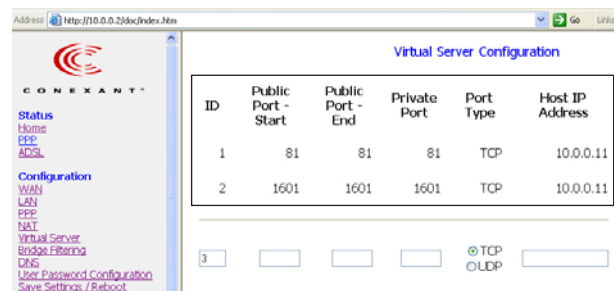 Address http://10.0.0.2/doc/index.htm Go Links
CONEXANT™
Status
Home
PPP
ADSL
Configuration
WAN
LAN
PPP
NAT
Virtual Server
Bridge Filtering
DNS
User Password Configuration
Save Settings / Reboot
Virtual Server Configuration
ID Public Port - Start Public Port - End Private Port Port Type Host IP Address
1 81 81 81 TCP 10.0.0.11
2 1601 1601 1601 TCP 10.0.0.11
3 TCP
UDP